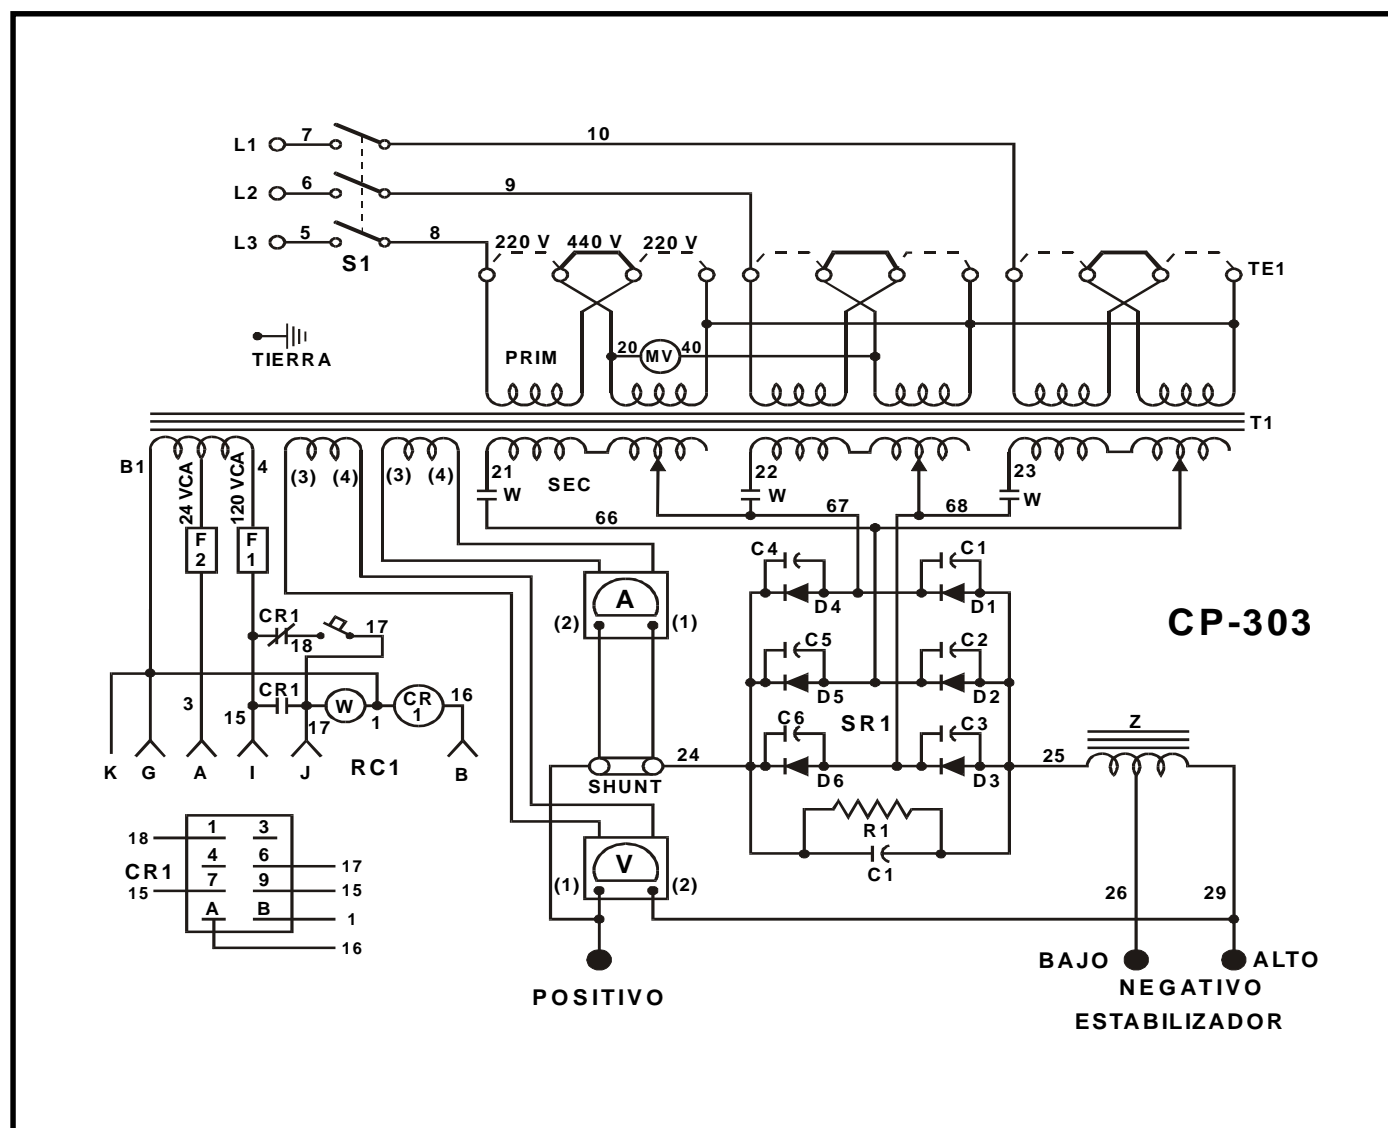 L1 7 10
L2 6 9
L3 5 8
S1
220 V 440 V 220 V
TE1
TIERRA
PRIM
20 MV 40
T1
B1 4
24 VCA
120 VCA
(3) (4) (3) (4)
21 W
SEC
22 W
23 W
66 67 68
F 2
F 1
A
(2) (1)
C4 C1
D4 D1
C5 C2
D5 D2
C6 C3
SR1
D6 D3
CP-303
CR1 17
18
CR1
3 15 17
W 1
CR 1
16
K G A I J
RC1
B
24
SHUNT
25
Z
R1
C1
V
(1) (2)
18 1 3
CR1 4 6 17
15 7 9 15
A B 1
16
26 29
POSITIVO
BAJO ALTO
NEGATIVO
ESTABILIZADOR